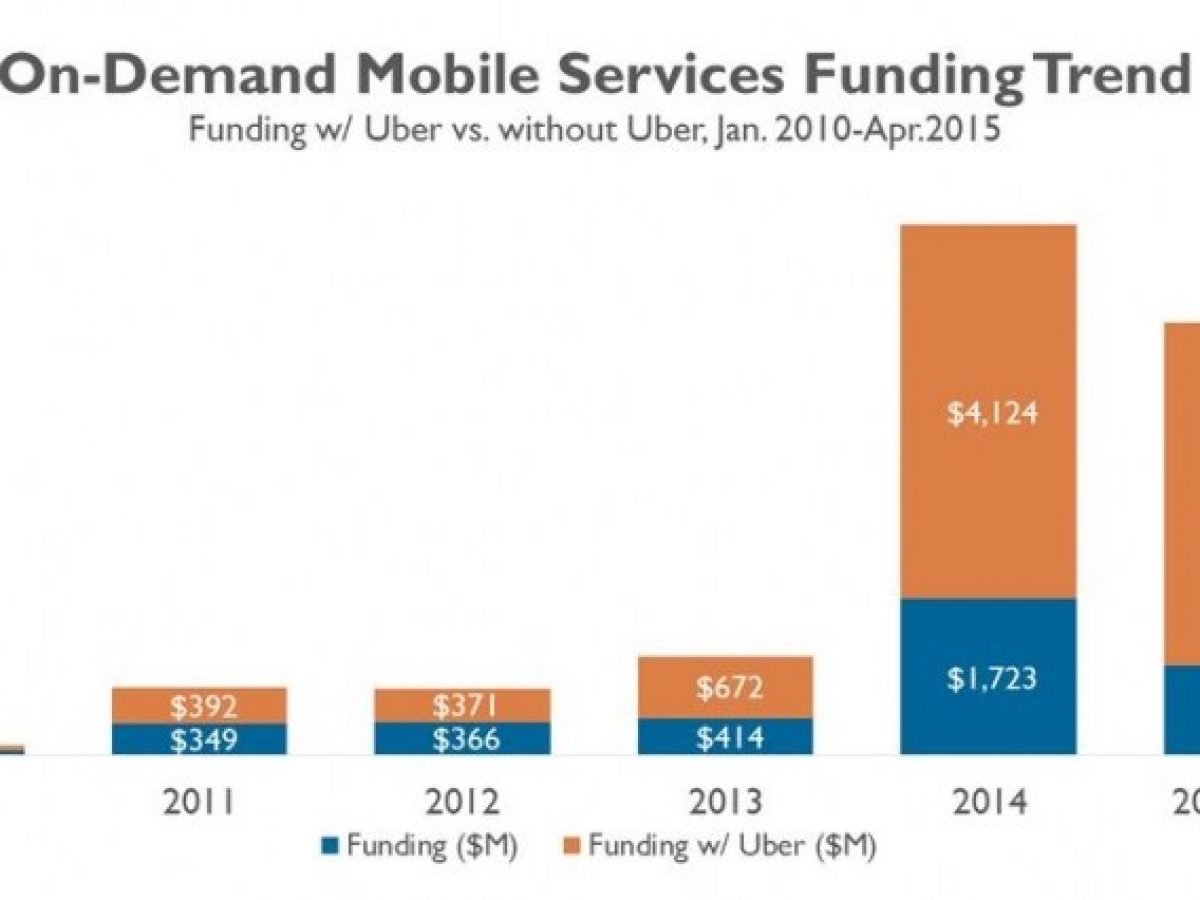 On-Demand Mobile Services Funding Trend
Funding w/ Uber vs. without Uber, Jan. 2010-Apr.2015
$4,124
$1,723
$672
$414
$392
$349
$371
$366
2011 2012 2013 2014 20
Funding ($M) Funding w/ Uber ($M)